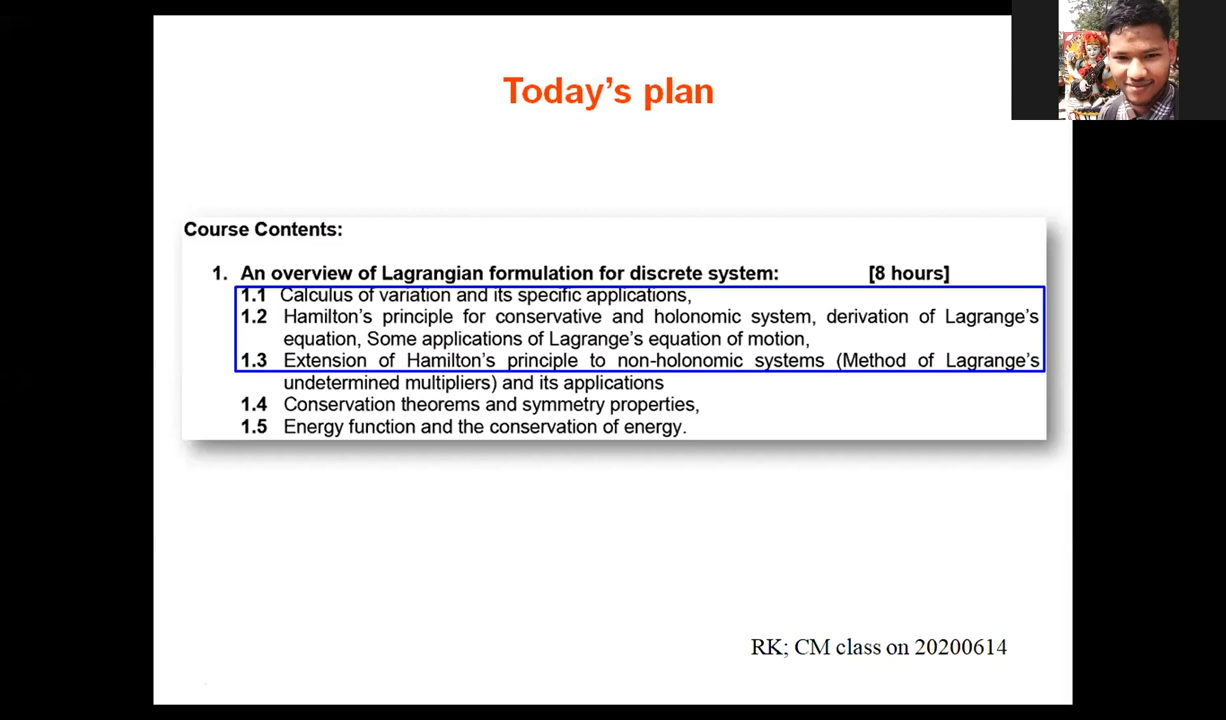 Today's plan
Course Contents:
1. An overview of Lagrangian formulation for discrete system: [8 hours]
1.1 Calculus of variation and its specific applications,
1.2 Hamilton's principle for conservative and holonomic system, derivation of Lagrange's
equation, Some applications of Lagrange's equation of motion,
1.3 Extension of Hamilton's principle to non-holonomic systems (Method of Lagrange's
undetermined multipliers) and its applications
1.4 Conservation theorems and symmetry properties,
1.5 Energy function and the conservation of energy.
RK; CM class on 20200614